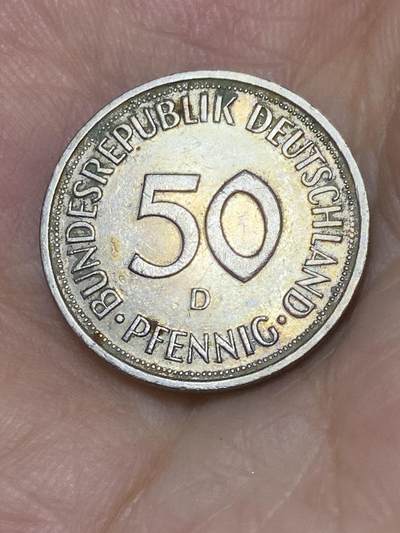 BUNDESREPUBLIK DEUTSCHLAND
50
D
· PFENNIG ·